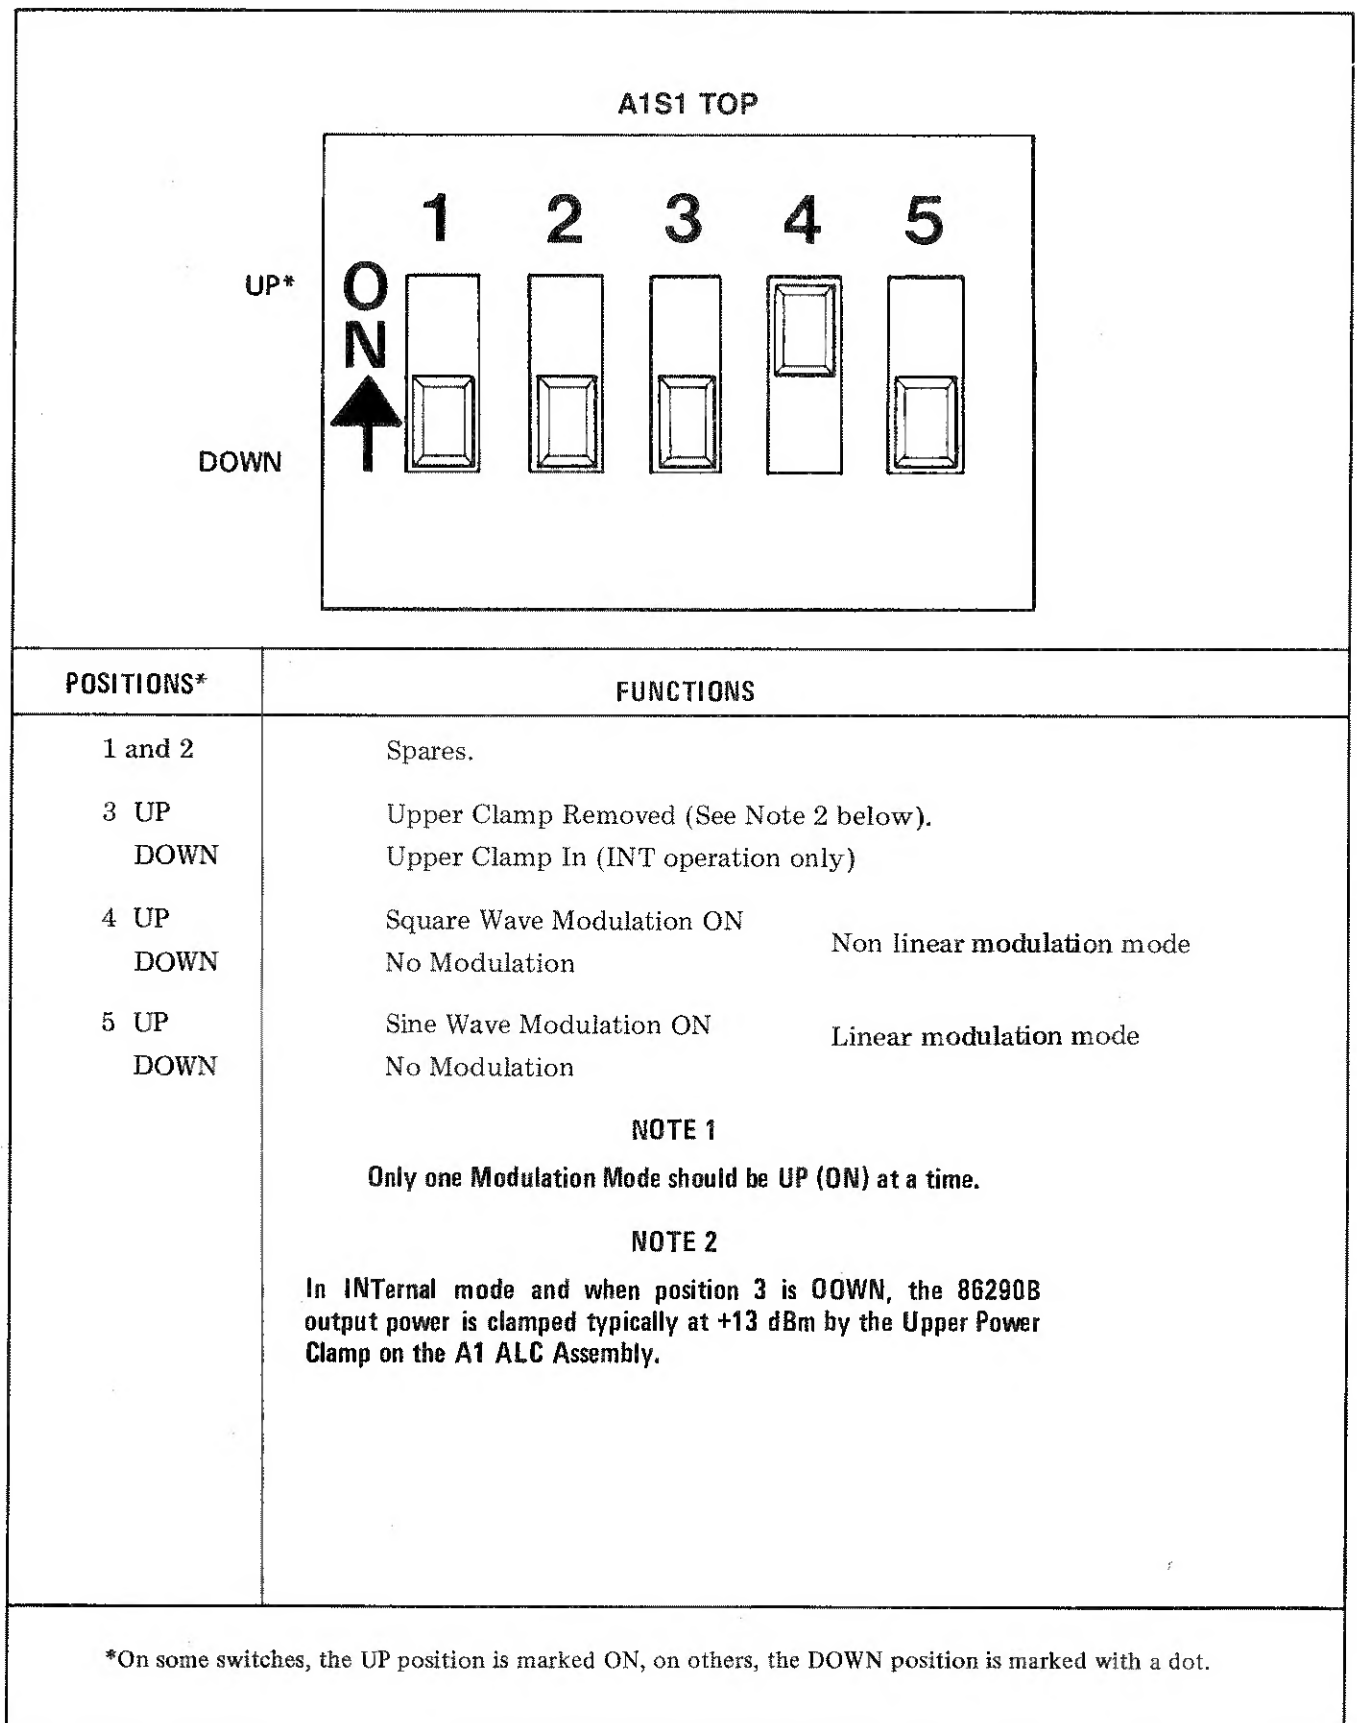 A1S1 TOP
1 2 3 4 5
UP*
ON
DOWN
POSITIONS* FUNCTIONS
1 and 2 Spares.
3 UP Upper Clamp Removed (See Note 2 below).
DOWN Upper Clamp In (INT operation only)
4 UP Square Wave Modulation ON
Non linear modulation mode
DOWN No Modulation
5 UP Sine Wave Modulation ON
Linear modulation mode
DOWN No Modulation
NOTE 1
Only one Modulation Mode should be UP (ON) at a time.
NOTE 2
In INTernal mode and when position 3 is DOWN, the 86290B
output power is clamped typically at +13 dBm by the Upper Power
Clamp on the A1 ALC Assembly.
*On some switches, the UP position is marked ON, on others, the DOWN position is marked with a dot.